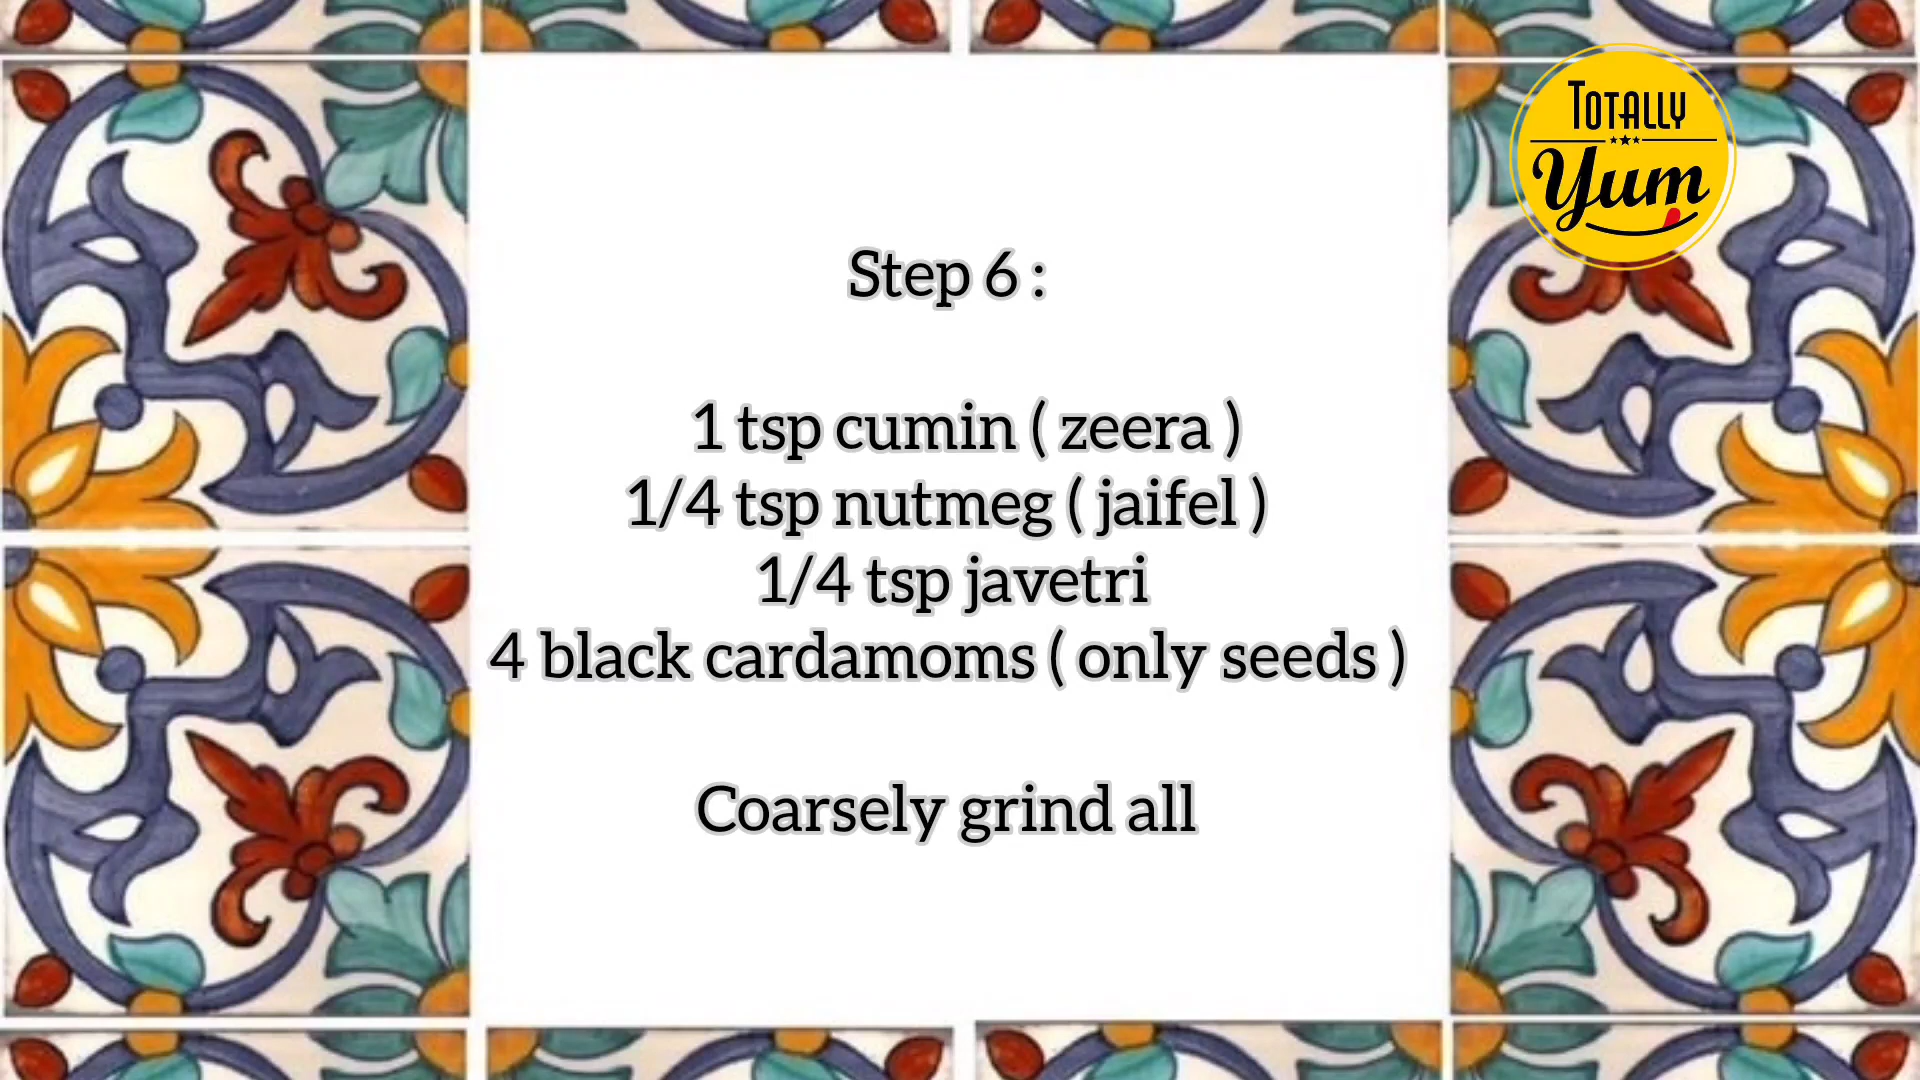 Totally
Yum
Step 6 :
1 tsp cumin ( zeera )
1/4 tsp nutmeg ( jaifel )
1/4 tsp javetri
4 black cardamoms ( only seeds )
Coarsely grind all